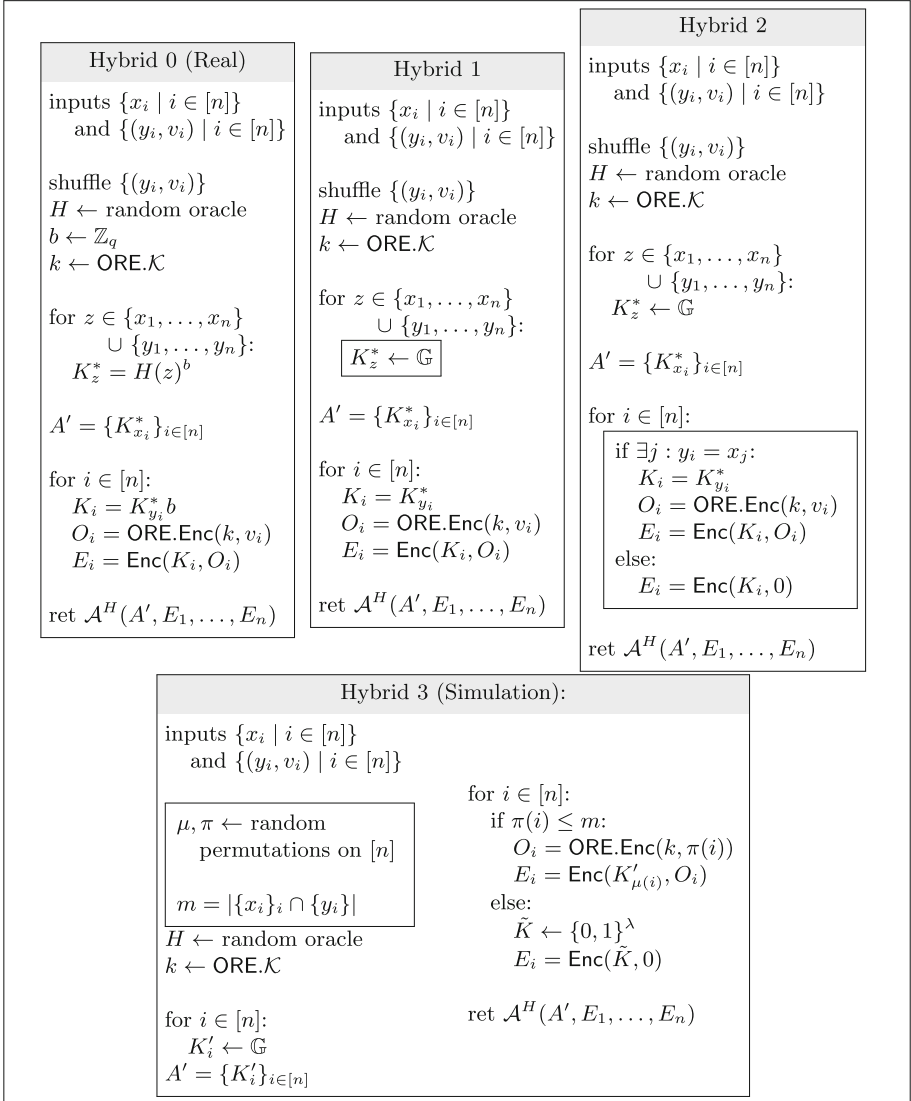 Hybrid 0 (Real)
inputs {x_i | i ∈ [n]}
and {(y_i, v_i) | i ∈ [n]}
shuffle {(y_i, v_i)}
H ← random oracle
b ← ℤ_q
k ← ORE.𝒦
for z ∈ {x_1, . . . , x_n}
∪ {y_1, . . . , y_n}:
K*_z = H(z)^b
A′ = {K*_{x_i}}_{i∈[n]}
for i ∈ [n]:
K_i = K*_{y_i} b
O_i = ORE.Enc(k, v_i)
E_i = Enc(K_i, O_i)
ret 𝒜^H(A′, E_1, . . . , E_n)
Hybrid 1
inputs {x_i | i ∈ [n]}
and {(y_i, v_i) | i ∈ [n]}
shuffle {(y_i, v_i)}
H ← random oracle
k ← ORE.𝒦
for z ∈ {x_1, . . . , x_n}
∪ {y_1, . . . , y_n}:
K*_z ← 𝔾
A′ = {K*_{x_i}}_{i∈[n]}
for i ∈ [n]:
K_i = K*_{y_i}
O_i = ORE.Enc(k, v_i)
E_i = Enc(K_i, O_i)
ret 𝒜^H(A′, E_1, . . . , E_n)
Hybrid 2
inputs {x_i | i ∈ [n]}
and {(y_i, v_i) | i ∈ [n]}
shuffle {(y_i, v_i)}
H ← random oracle
k ← ORE.𝒦
for z ∈ {x_1, . . . , x_n}
∪ {y_1, . . . , y_n}:
K*_z ← 𝔾
A′ = {K*_{x_i}}_{i∈[n]}
for i ∈ [n]:
if ∃j : y_i = x_j:
K_i = K*_{y_i}
O_i = ORE.Enc(k, v_i)
E_i = Enc(K_i, O_i)
else:
E_i = Enc(K_i, 0)
ret 𝒜^H(A′, E_1, . . . , E_n)
Hybrid 3 (Simulation):
inputs {x_i | i ∈ [n]}
and {(y_i, v_i) | i ∈ [n]}
μ, π ← random
permutations on [n]
m = |{x_i}_i ∩ {y_i}|
H ← random oracle
k ← ORE.𝒦
for i ∈ [n]:
K′_i ← 𝔾
A′ = {K′_i}_{i∈[n]}
for i ∈ [n]:
if π(i) ≤ m:
O_i = ORE.Enc(k, π(i))
E_i = Enc(K′_{μ(i)}, O_i)
else:
K̃ ← {0, 1}^λ
E_i = Enc(K̃, 0)
ret 𝒜^H(A′, E_1, . . . , E_n)